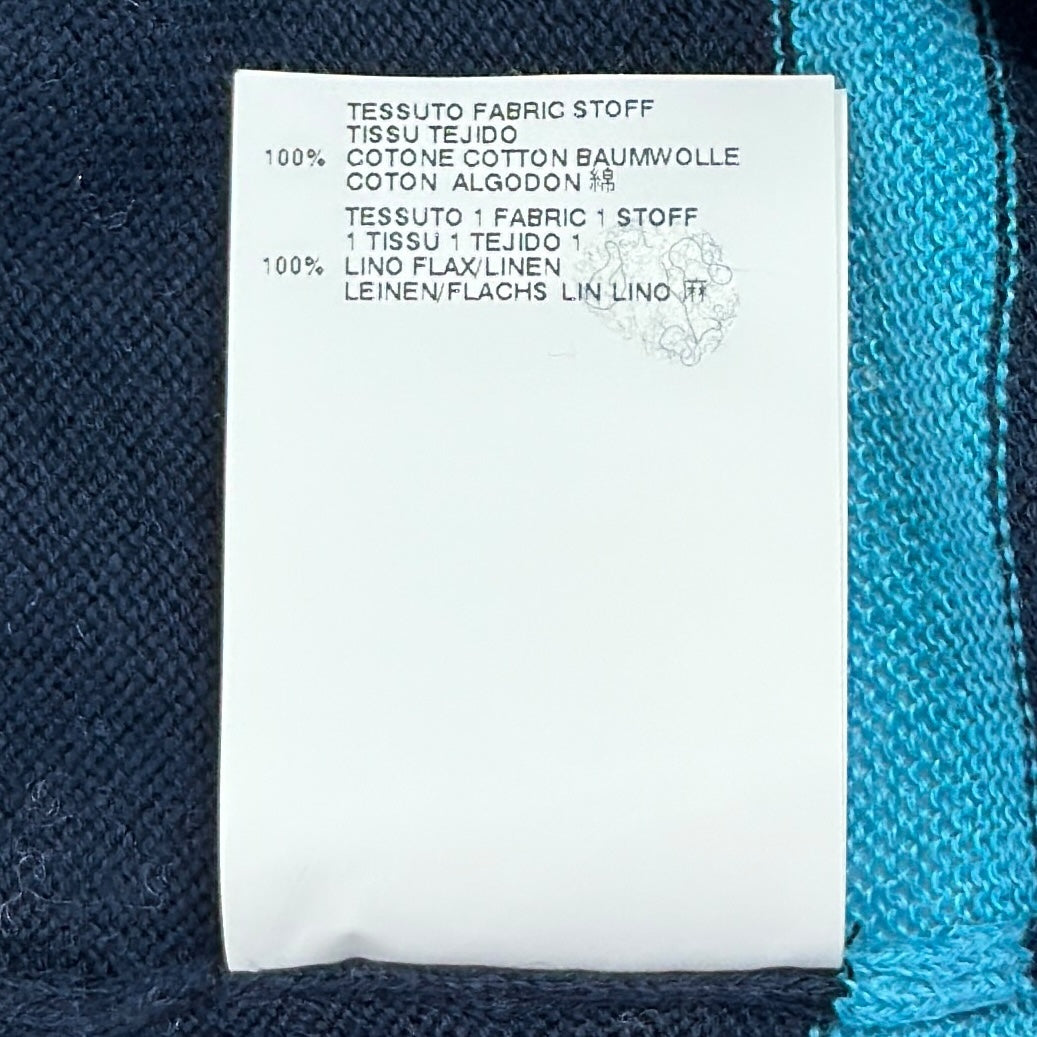 TESSUTO FABRIC STOFF
TISSU TEJIDO
100% COTONE COTTON BAUMWOLLE
COTON ALGODON 綿
TESSUTO 1 FABRIC 1 STOFF
1 TISSU 1 TEJIDO 1
100% LINO FLAX/LINEN
LEINEN/FLACHS LIN LINO 麻